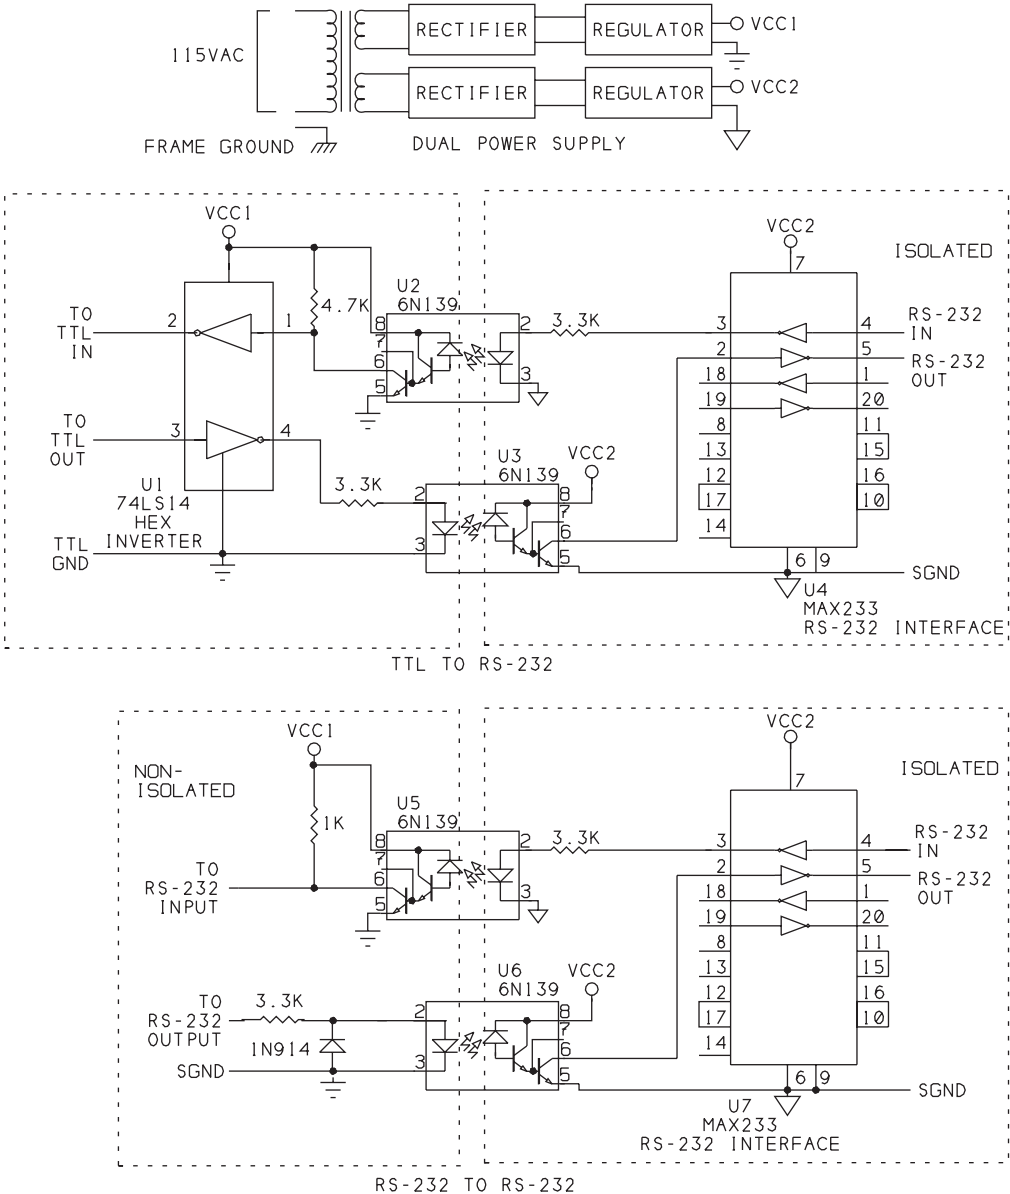 RECTIFIER REGULATOR VCC1
115VAC
RECTIFIER REGULATOR VCC2
FRAME GROUND DUAL POWER SUPPLY
VCC1
VCC2
7
ISOLATED
U2
6N139
4.7K
TO
TTL
IN
2
1
8
7
6
5
2
3
3.3K
3
4
RS-232
IN
2
5
RS-232
OUT
18
1
19
20
8
11
13
15
12
16
17
10
14
TO
TTL
OUT
3
4
3.3K
U3
6N139
VCC2
2
3
8
7
6
5
U1
74LS14
HEX
INVERTER
TTL
GND
6 9
SGND
U4
MAX233
RS-232 INTERFACE
TTL TO RS-232
VCC1
VCC2
7
NON-
ISOLATED
ISOLATED
U5
6N139
1K
8
7
6
5
2
3
3.3K
3
4
RS-232
IN
2
5
RS-232
OUT
18
1
19
20
8
11
13
15
12
16
17
10
14
TO
RS-232
INPUT
U6
6N139
VCC2
TO
RS-232
OUTPUT
3.3K
1N914
SGND
2
3
8
7
6
5
6 9
SGND
U7
MAX233
RS-232 INTERFACE
RS-232 TO RS-232